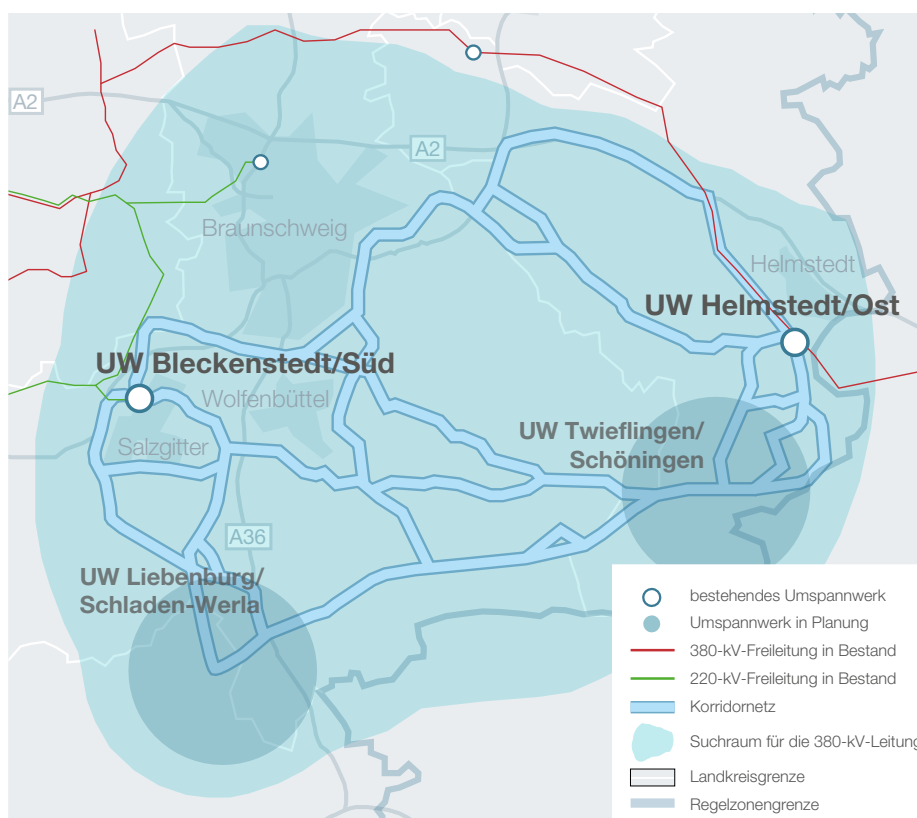 A2
A2
Braunschweig
Helmstedt
UW Helmstedt/Ost
UW Bleckenstedt/Süd
Wolfenbüttel
Salzgitter
UW Twieflingen/
Schöningen
A36
UW Liebenburg/
Schladen-Werla
bestehendes Umspannwerk
Umspannwerk in Planung
380-kV-Freileitung in Bestand
220-kV-Freileitung in Bestand
Korridornetz
Suchraum für die 380-kV-Leitung
Landkreisgrenze
Regelzonengrenze